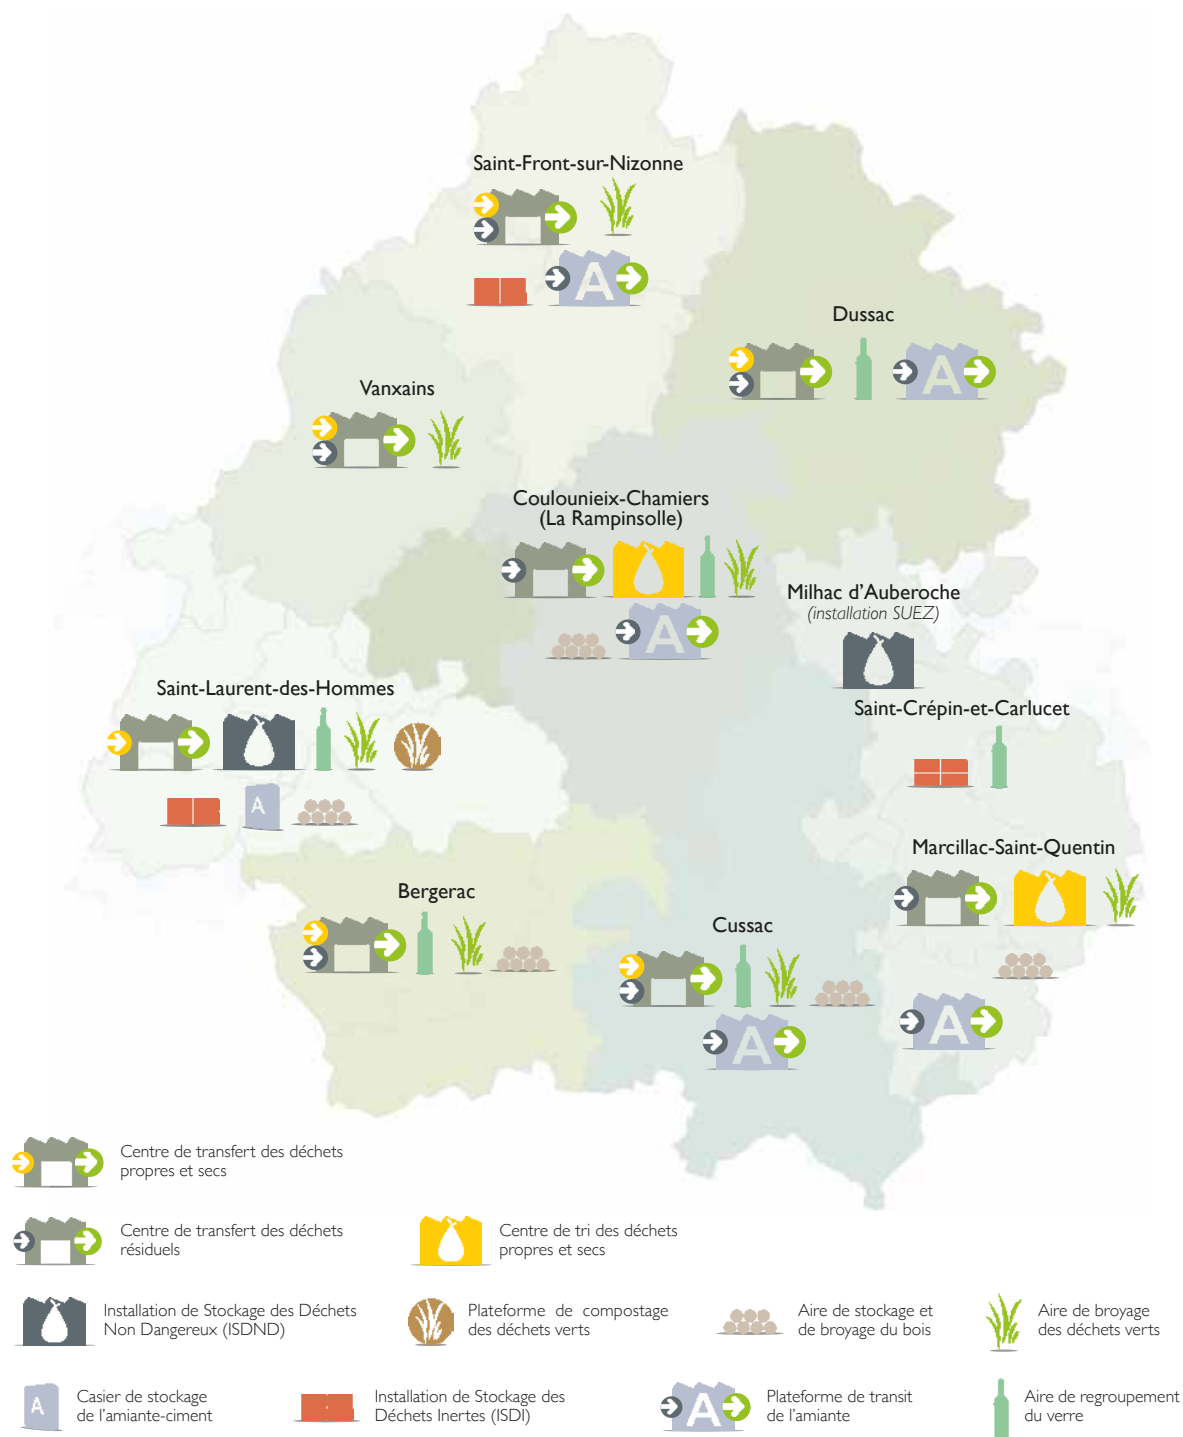 Saint-Front-sur-Nizonne
A
Dussac
A
Vanxains
Coulounieix-Chamiers
(La Rampinsolle)
A
Milhac d'Auberoche
(installation SUEZ)
Saint-Laurent-des-Hommes
A
Saint-Crépin-et-Carlucet
Marcillac-Saint-Quentin
A
Bergerac
Cussac
A
Centre de transfert des déchets
propres et secs
Centre de transfert des déchets
résiduels
Centre de tri des déchets
propres et secs
Installation de Stockage des Déchets
Non Dangereux (ISDND)
Plateforme de compostage
des déchets verts
Aire de stockage et
de broyage du bois
Aire de broyage
des déchets verts
A
Casier de stockage
de l'amiante-ciment
Installation de Stockage des
Déchets Inertes (ISDI)
A
Plateforme de transit
de l'amiante
Aire de regroupement
du verre